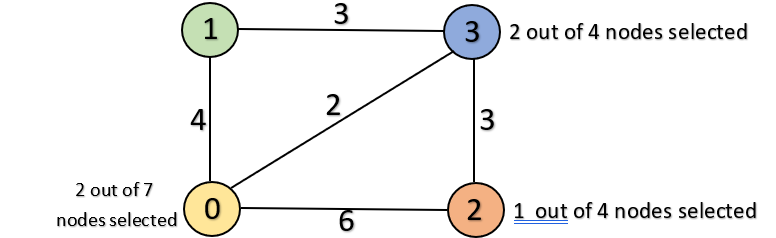 3
1
3
2 out of 4 nodes selected
2
4
3
2 out of 7
nodes selected
0
6
2
1 out of 4 nodes selected